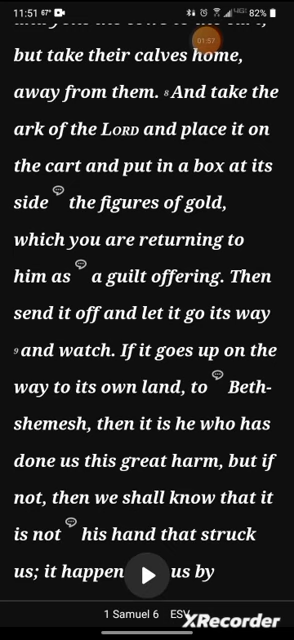 11:51 67° 82%
01:57
but take their calves home,
away from them. 8 And take the
ark of the LORD and place it on
the cart and put in a box at its
side the figures of gold,
which you are returning to
him as a guilt offering. Then
send it off and let it go its way
9 and watch. If it goes up on the
way to its own land, to Beth-
shemesh, then it is he who has
done us this great harm, but if
not, then we shall know that it
is not his hand that struck
us; it happen us by
1 Samuel 6 ESV
XRecorder